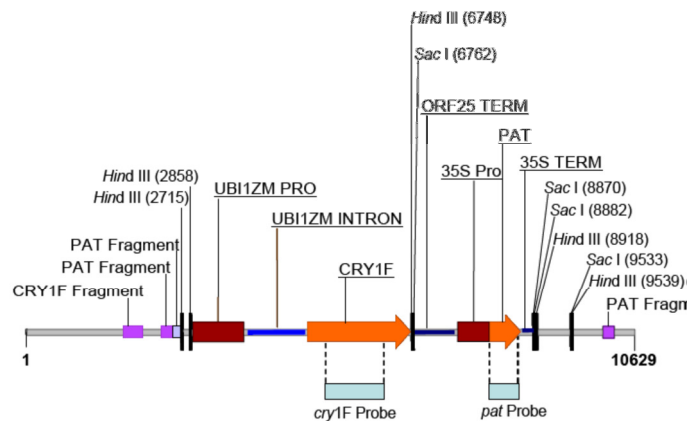 Hind III (6748)
Sac I (6762)
ORF25 TERM
PAT
Hind III (2858)
35S Pro
35S TERM
Hind III (2715)
UBI1ZM PRO
Sac I (8870)
UBI1ZM INTRON
Sac I (8882)
PAT Fragment
Hind III (8918)
PAT Fragment
CRY1F
Sac I (9533)
CRY1F Fragment
Hind III (9539)
PAT Fragm
1
10629
cry1F Probe
pat Probe